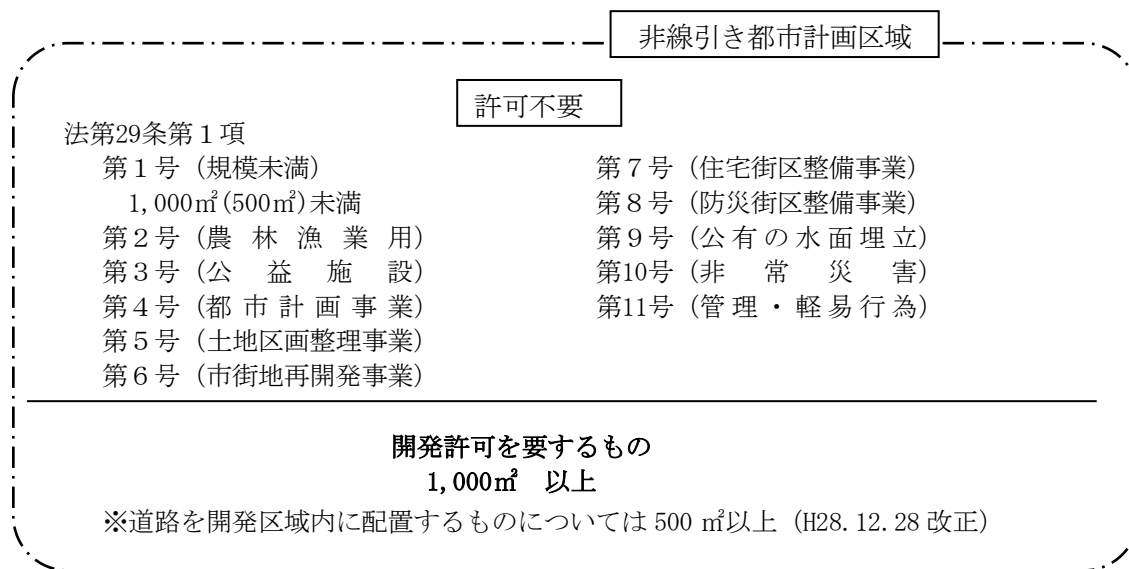 非線引き都市計画区域
許可不要
法第29条第１項
第１号（規模未満）
1,000㎡(500㎡)未満
第２号（農林漁業用）
第３号（公益施設）
第４号（都市計画事業）
第５号（土地区画整理事業）
第６号（市街地再開発事業）
第７号（住宅街区整備事業）
第８号（防災街区整備事業）
第９号（公有の水面埋立）
第10号（非常災害）
第11号（管理・軽易行為）
開発許可を要するもの
1,000㎡　以上
※道路を開発区域内に配置するものについては 500 ㎡以上（H28.12.28 改正）